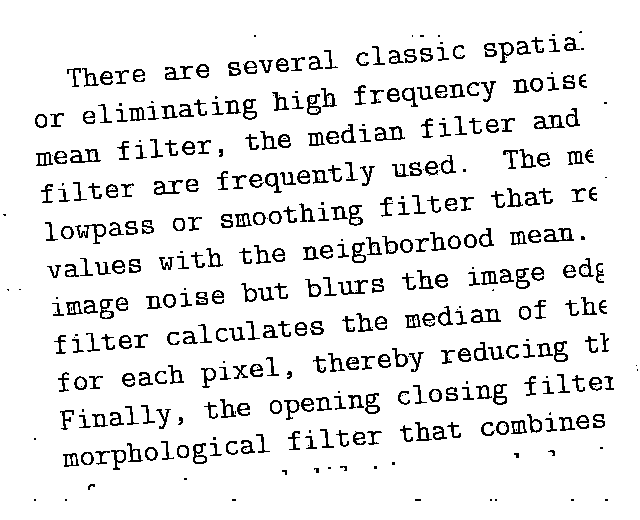 There are several classic spatial
or eliminating high frequency noise
mean filter, the median filter and
filter are frequently used. The me
lowpass or smoothing filter that re
values with the neighborhood mean.
image noise but blurs the image edg
filter calculates the median of the
for each pixel, thereby reducing th
Finally, the opening closing filter
morphological filter that combines